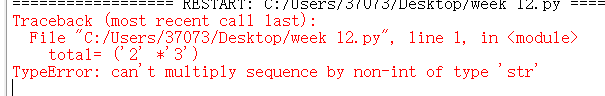 ================== RESTART: C:/Users/37073/Desktop/week 12.py ====
Traceback (most recent call last):
  File "C:/Users/37073/Desktop/week 12.py", line 1, in <module>
    total= ('2' *'3')
TypeError: can't multiply sequence by non-int of type 'str'